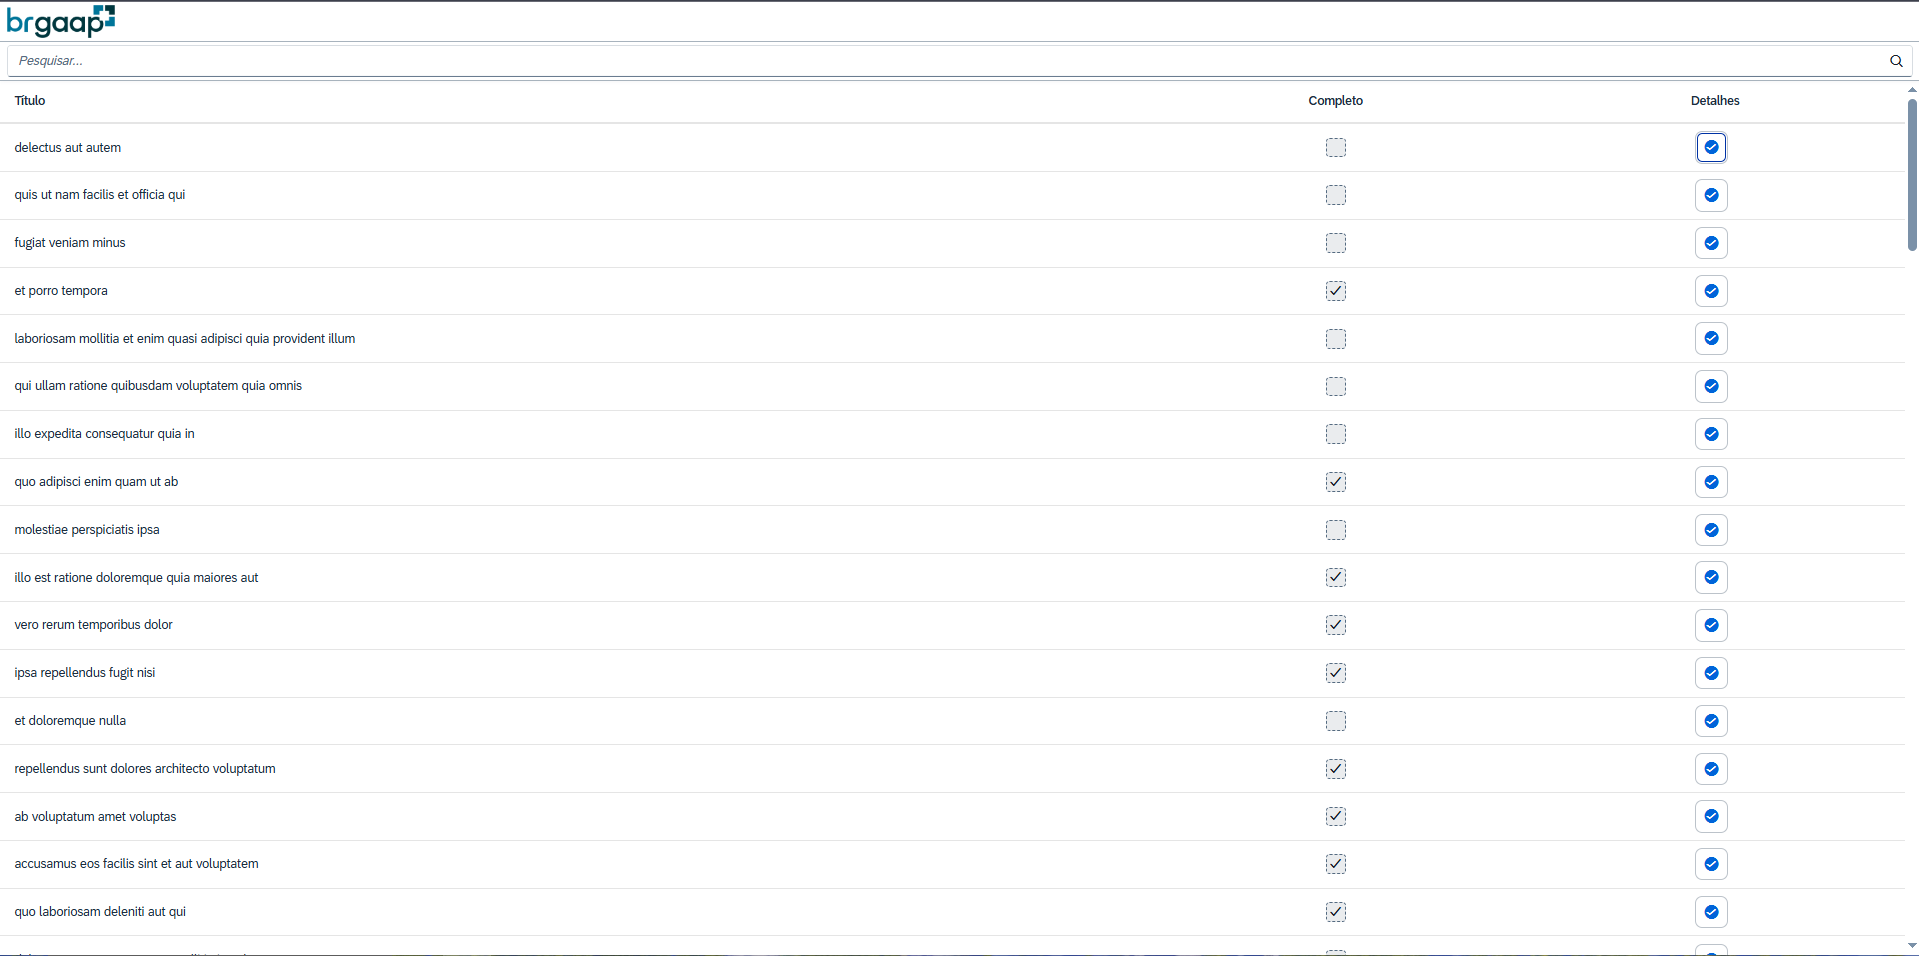 brgaap
Pesquisar...
Título Completo Detalhes
delectus aut autem
quis ut nam facilis et officia qui
fugiat veniam minus
et porro tempora
laboriosam mollitia et enim quasi adipisci quia provident illum
qui ullam ratione quibusdam voluptatem quia omnis
illo expedita consequatur quia in
quo adipisci enim quam ut ab
molestiae perspiciatis ipsa
illo est ratione doloremque quia maiores aut
vero rerum temporibus dolor
ipsa repellendus fugit nisi
et doloremque nulla
repellendus sunt dolores architecto voluptatum
ab voluptatum amet voluptas
accusamus eos facilis sint et aut voluptatem
quo laboriosam deleniti aut qui